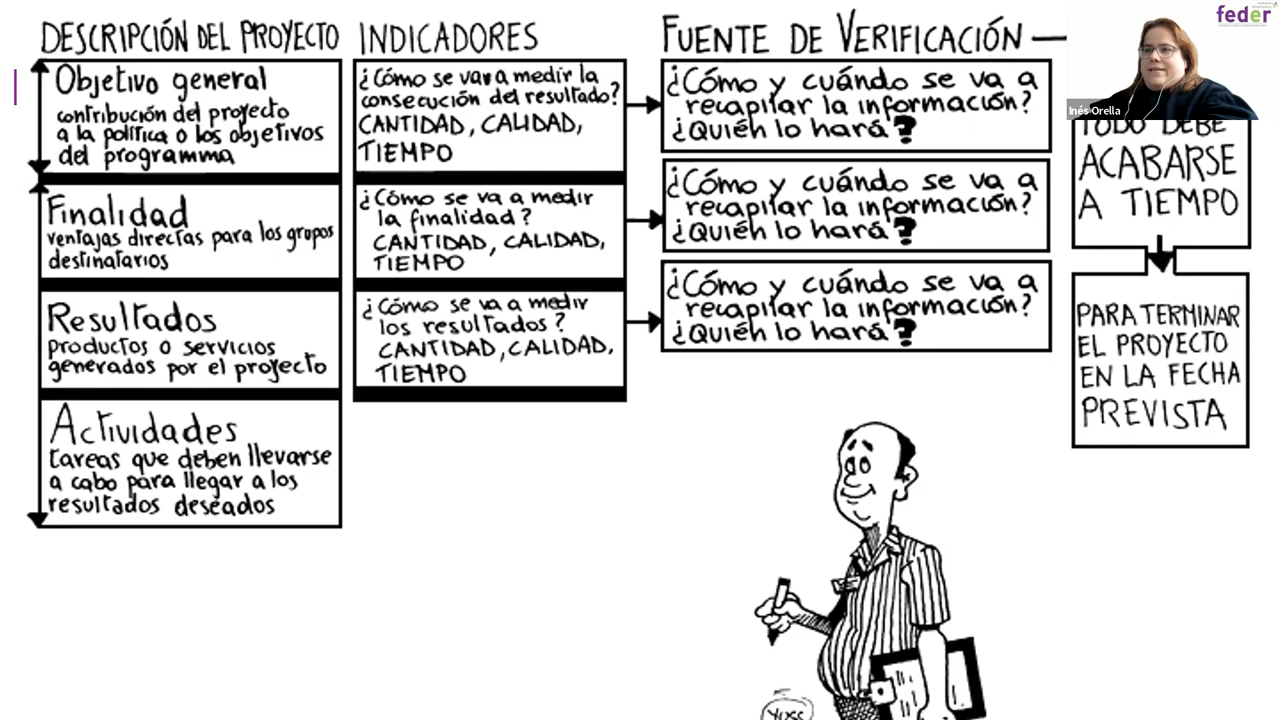 DESCRIPCIÓN DEL PROYECTO
Objetivo general
contribución del proyecto
a la política o los objetivos
del programma
Finalidad
ventajas directas para los grupos
destinatarios
Resultados
productos o servicios
generados por el proyecto
Actividades
tareas que deben llevarse
a cabo para llegar a los
resultados deseados
INDICADORES
¿Cómo se vava a medir la
consecución del resultado?
CANTIDAD, CALIDAD,
TIEMPO
¿Cómo se va a medir
la finalidad?
CANTIDAD, CALIDAD,
TIEMPO
¿Cómo se va a medir
los resultados?
CANTIDAD, CALIDAD.
TIEMPO
FUENTE DE VERIFICACIÓN
¿Cómo y cuándo se va a
recapilar la información?
¿Quién lo hará?
¿Cómo y cuándo se va a
recapilar la información?
¿Quién lo hará?
¿Cómo y cuándo se va a
recapilar la información?
¿Quién lo hará?
feder
Inés Orella
TODO DEBE
ACABARSE
A TIEMPO
PARA TERMINAR
EL PROYECTO
EN LA FECHA
PREVISTA